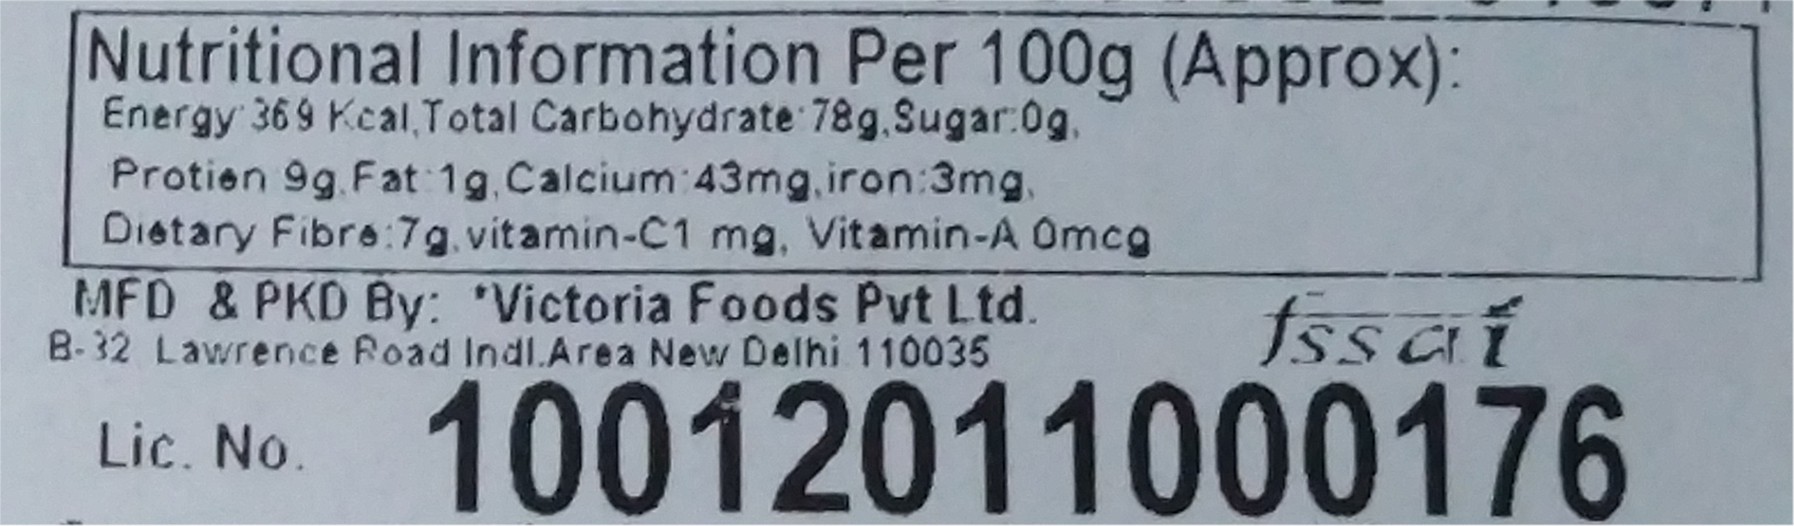 Nutritional Information Per 100g (Approx):
Energy:369 Kcal,Total Carbohydrate:78g,Sugar:0g,
Protien 9g,Fat:1g,Calcium:43mg,iron:3mg,
Dietary Fibre:7g,vitamin-C1 mg, Vitamin-A 0mcg
MFD & PKD By: *Victoria Foods Pvt Ltd.
B-32 Lawrence Road Indl.Area New Delhi 110035
fssai
Lic. No. 10012011000176